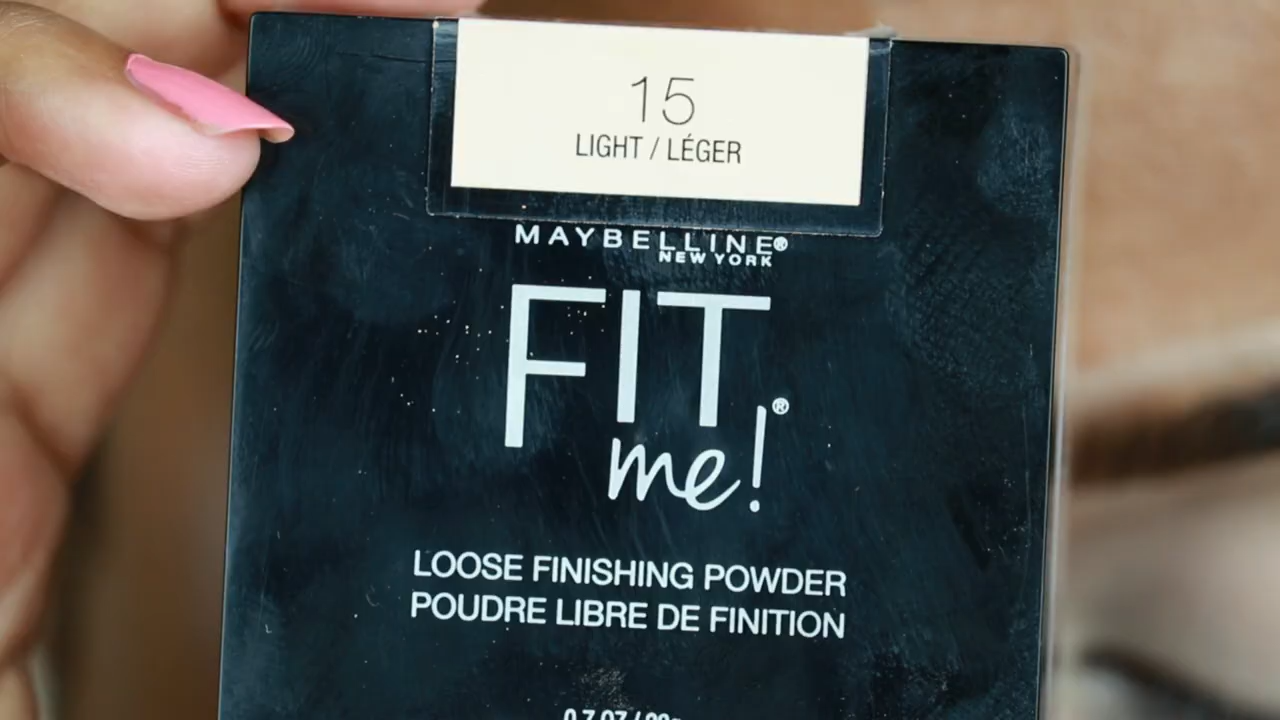 15
LIGHT / LÉGER
MAYBELLINE®
NEW YORK
FIT
me!®
LOOSE FINISHING POWDER
POUDRE LIBRE DE FINITION